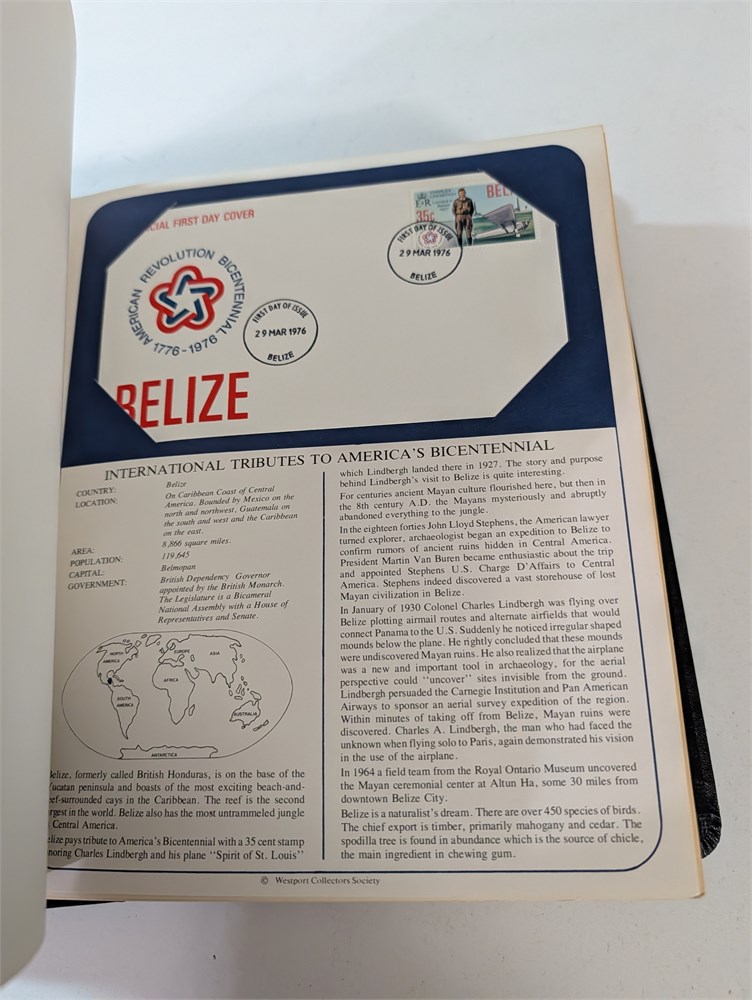 CIAL FIRST DAY COVER
AMERICAN REVOLUTION BICENTENNIAL
1776-1976
BELIZE
FIRST DAY OF ISSUE
29 MAR 1976
BELIZE
35c
BEL
FIRST DAY OF ISSUE
29 MAR 1976
BELIZE
INTERNATIONAL TRIBUTES TO AMERICA'S BICENTENNIAL
COUNTRY: Belize
LOCATION: On Caribbean Coast of Central
America. Bounded by Mexico on the
north and northwest, Guatemala on
the south and west and the Caribbean
on the east.
AREA: 8,866 square miles.
POPULATION: 119,645
CAPITAL: Belmopan
GOVERNMENT: British Dependency Governor
appointed by the British Monarch.
The Legislature is a Bicameral
National Assembly with a House of
Representatives and Senate.
NORTH
AMERICA
EUROPE
ASIA
AFRICA
SOUTH
AMERICA
AUSTRALIA
ANTARCTICA
Belize, formerly called British Honduras, is on the base of the
ucatan peninsula and boasts of the most exciting beach-and-
ef-surrounded cays in the Caribbean. The reef is the second
rgest in the world. Belize also has the most untrammeled jungle
Central America.
elize pays tribute to America's Bicentennial with a 35 cent stamp
noring Charles Lindbergh and his plane "Spirit of St. Louis"
which Lindbergh landed there in 1927. The story and purpose
behind Lindbergh's visit to Belize is quite interesting.
For centuries ancient Mayan culture flourished here, but then in
the 8th century A.D. the Mayans mysteriously and abruptly
abandoned everything to the jungle.
In the eighteen forties John Lloyd Stephens, the American lawyer
turned explorer, archaeologist began an expedition to Belize to
confirm rumors of ancient ruins hidden in Central America.
President Martin Van Buren became enthusiastic about the trip
and appointed Stephens U.S. Charge D'Affairs to Central
America. Stephens indeed discovered a vast storehouse of lost
Mayan civilization in Belize.
In January of 1930 Colonel Charles Lindbergh was flying over
Belize plotting airmail routes and alternate airfields that would
connect Panama to the U.S. Suddenly he noticed irregular shaped
mounds below the plane. He rightly concluded that these mounds
were undiscovered Mayan ruins. He also realized that the airplane
was a new and important tool in archaeology, for the aerial
perspective could "uncover" sites invisible from the ground.
Lindbergh persuaded the Carnegie Institution and Pan American
Airways to sponsor an aerial survey expedition of the region.
Within minutes of taking off from Belize, Mayan ruins were
discovered. Charles A. Lindbergh, the man who had faced the
unknown when flying solo to Paris, again demonstrated his vision
in the use of the airplane.
In 1964 a field team from the Royal Ontario Museum uncovered
the Mayan ceremonial center at Altun Ha, some 30 miles from
downtown Belize City.
Belize is a naturalist's dream. There are over 450 species of birds.
The chief export is timber, primarily mahogany and cedar. The
spodilla tree is found in abundance which is the source of chicle,
the main ingredient in chewing gum.
© Westport Collectors Society